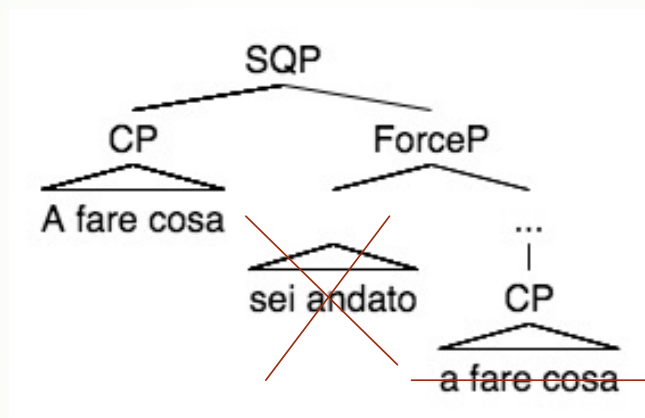 SQP
CP ForceP
A fare cosa ...
sei andato CP
a fare cosa